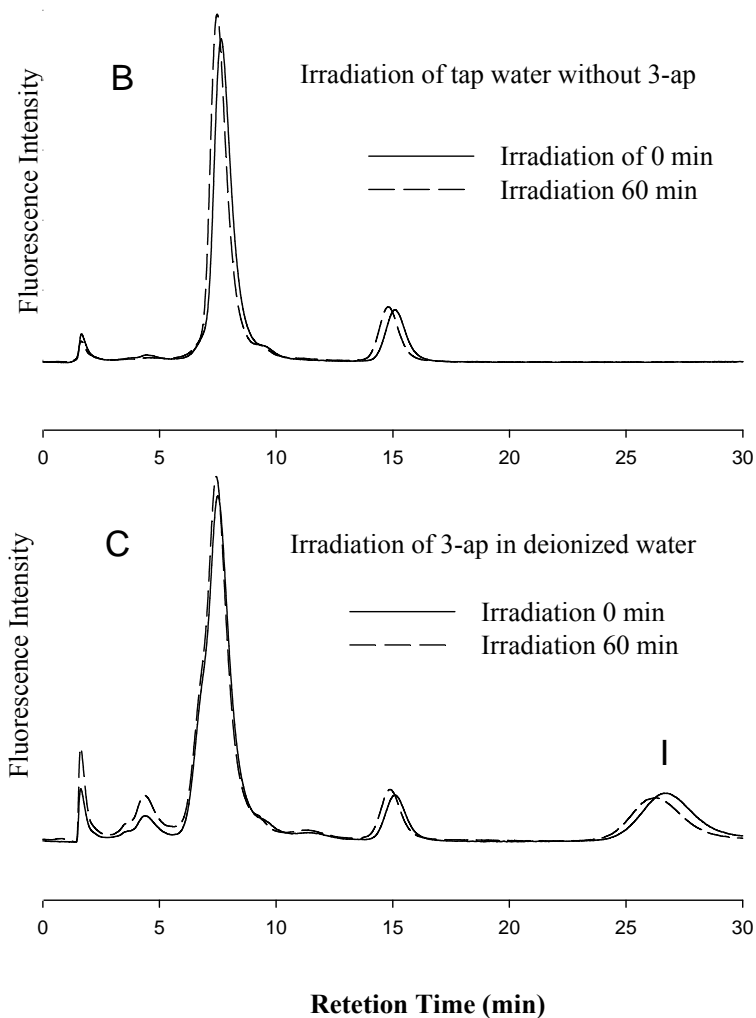 B
Irradiation of tap water without 3-ap
Irradiation of 0 min
Irradiation 60 min
Fluorescence Intensity
0 5 10 15 20 25 30
C
Irradiation of 3-ap in deionized water
Irradiation 0 min
Irradiation 60 min
Fluorescence Intensity
I
0 5 10 15 20 25 30
Retetion Time (min)